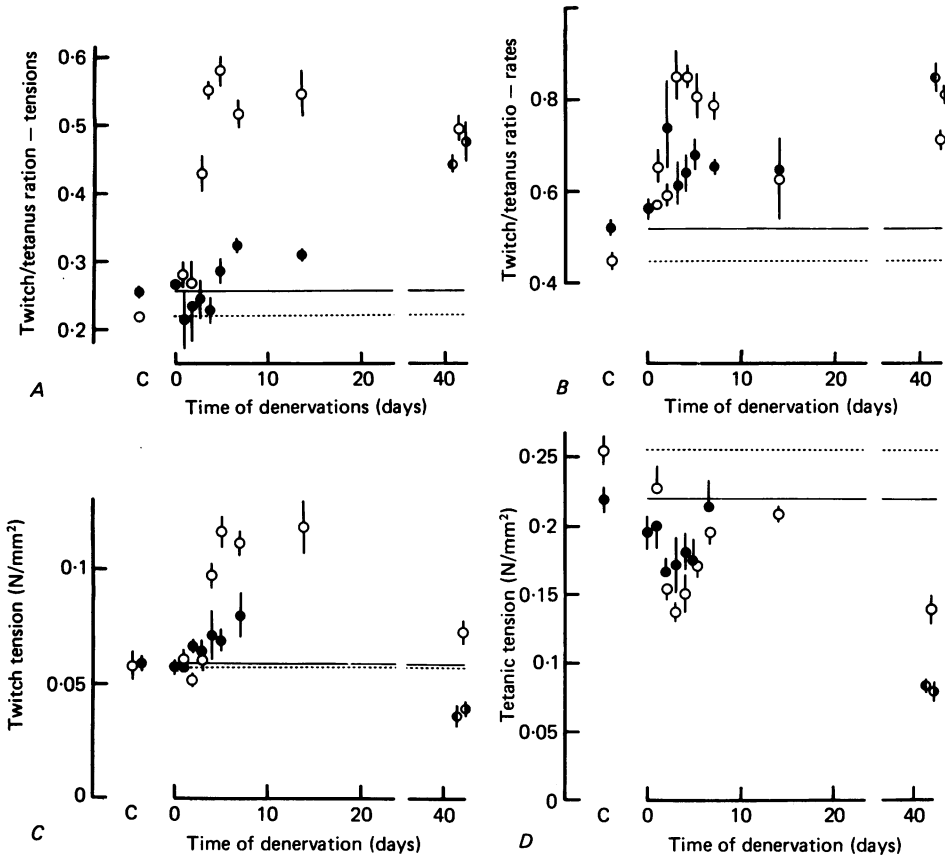 Twitch/tetanus ration – tensions
0·6
0·5
0·4
0·3
0·2
C
0
10
20
40
A
Time of denervations (days)
Twitch/tetanus ratio – rates
0·8
0·6
0·4
C
0
10
20
40
B
Time of denervation (days)
Twitch tension (N/mm²)
0·1
0·05
0
C
0
10
20
40
C
Time of denervation (days)
Tetanic tension (N/mm²)
0·25
0·2
0·15
0·1
0·05
0
C
0
10
20
40
D
Time of denervation (days)